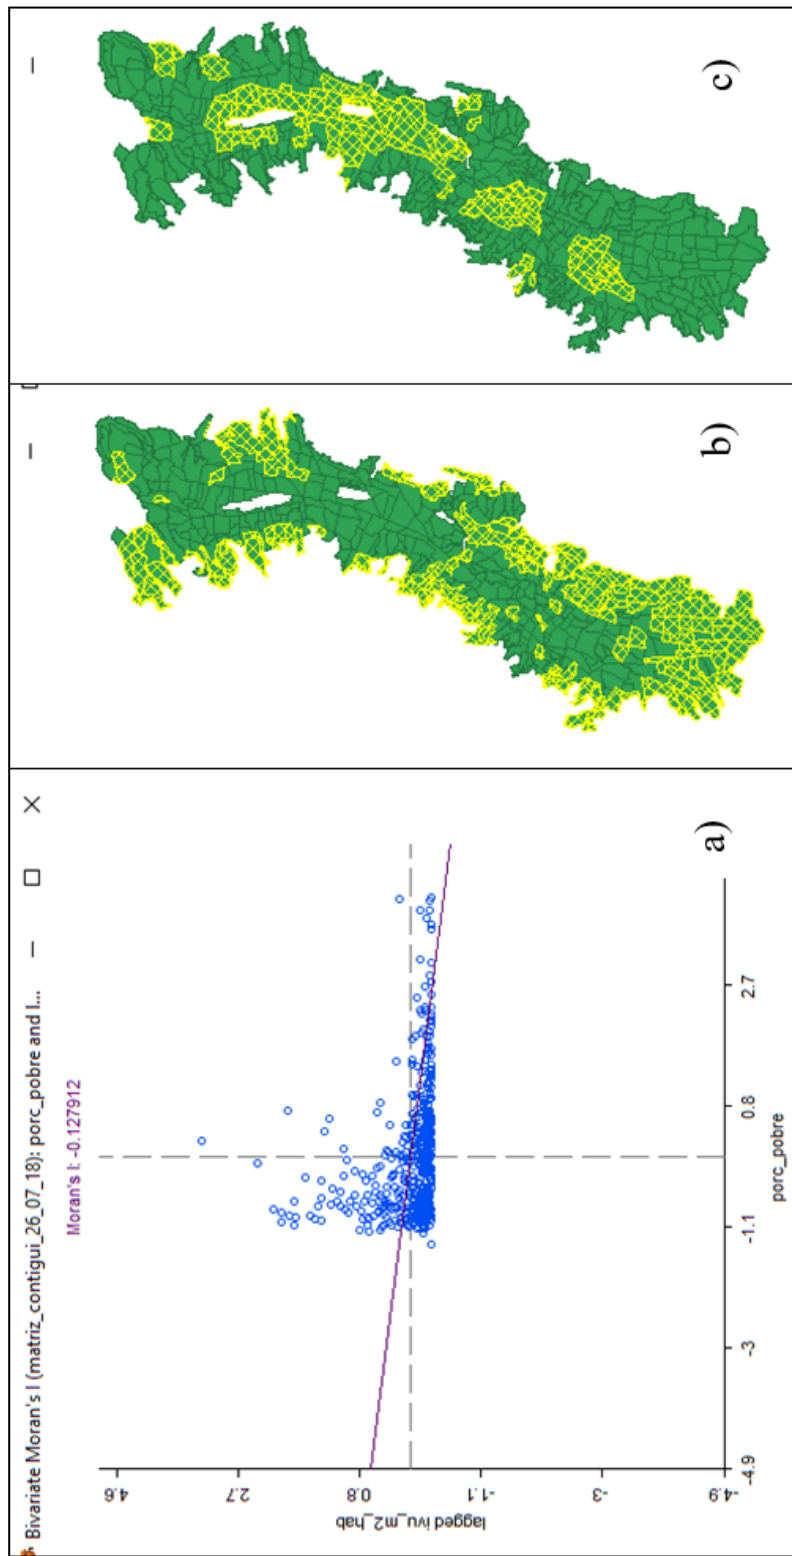 Bivariate Moran's I (matriz_contigui_26_07_18): porc_pobre and l...
Moran's I: -0.127912
4.6
2.7
0.8
-1.1
-3
-4.9
lagged ivu_m2_hab
-4.9
-3
-1.1
0.8
2.7
porc_pobre
a)
b)
c)